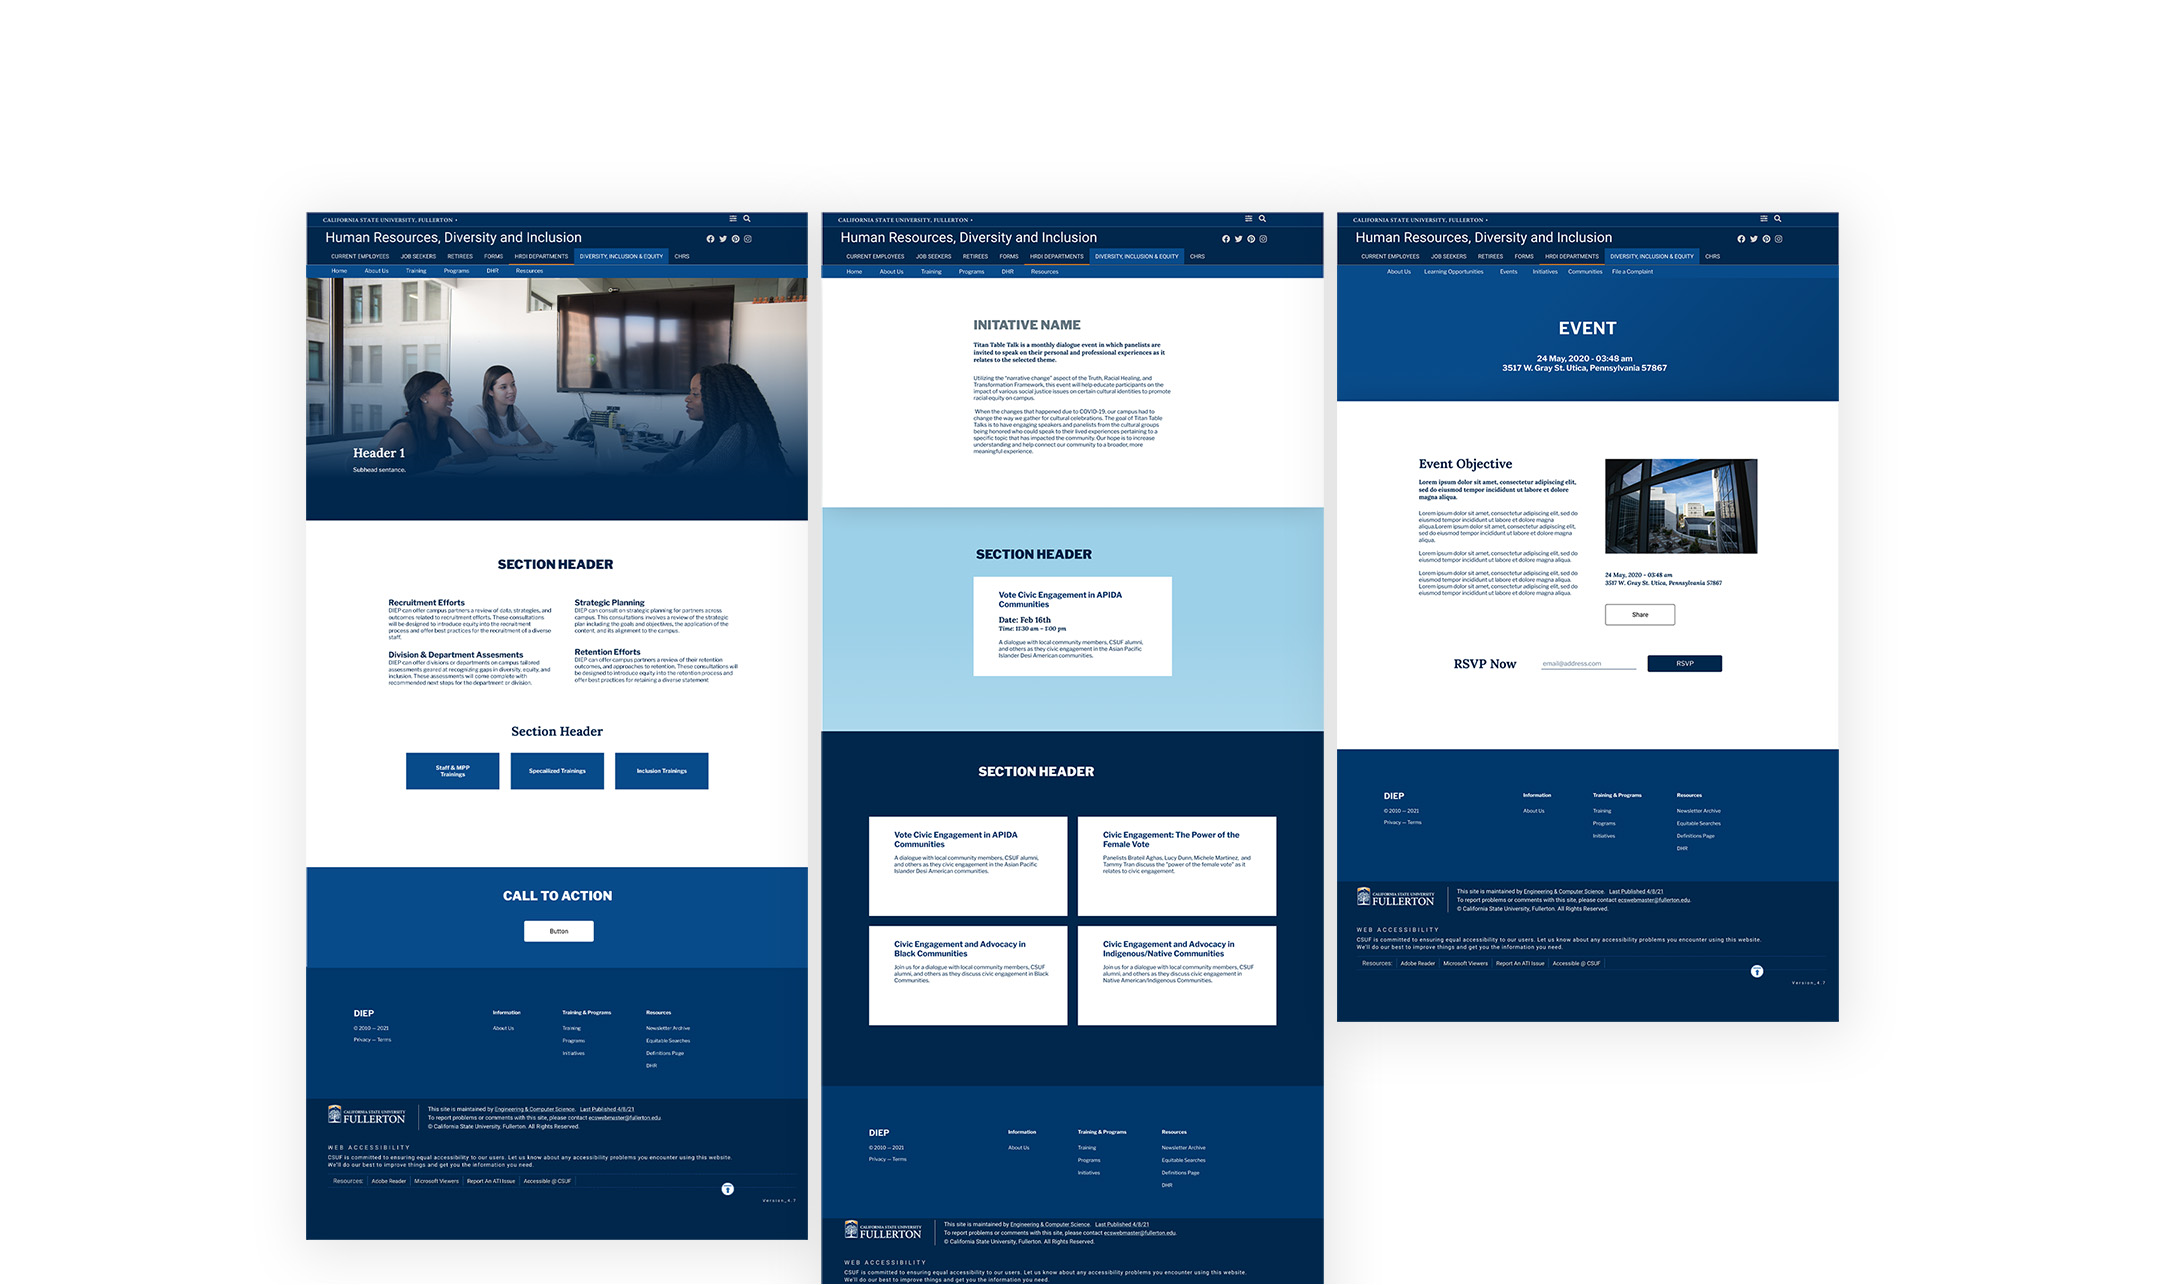 CALIFORNIA STATE UNIVERSITY, FULLERTON
Human Resources, Diversity and Inclusion
CURRENT EMPLOYEES JOB SEEKERS RETIREES FORMS HRDI DEPARTMENTS DIVERSITY, INCLUSION & EQUITY CHRS
Home About Us Training Programs DHR Resources
Header 1
Subhead sentance.
SECTION HEADER
Recruitment Efforts
DIEP can offer campus partners a review of data, strategies, and
outcomes related to recruitment efforts. These consultations
will be designed to introduce equity into the recruitment
process and offer best practices for the recruitment of a diverse
staff.
Division & Department Assesments
DIEP can offer divisions or departments on campus tailored
assessments geared at recognizing gaps in diversity, equity, and
inclusion. These assessments will come complete with
recommended next steps for the department or division.
Strategic Planning
DIEP can consult on strategic planning for partners across
campus. This consultations involves a review of the strategic
plan including the goals and objectives, the application of the
content, and its alignment to the campus.
Retention Efforts
DIEP can offer campus partners a review of their retention
outcomes, and approaches to retention. These consultations will
be designed to introduce equity into the retention process and
offer best practices for retaining a diverse statement
Section Header
Staff & MPP
Trainings
Specailized Trainings
Inclusion Trainings
CALL TO ACTION
Button
DIEP
© 2010 — 2021
Privacy — Terms
Information
About Us
Training & Programs
Training
Programs
Initiatives
Resources
Newsletter Archive
Equitable Searches
Definitions Page
DHR
CALIFORNIA STATE UNIVERSITY
FULLERTON
This site is maintained by Engineering & Computer Science. Last Published 4/8/21
To report problems or comments with this site, please contact ecswebmaster@fullerton.edu.
© California State University, Fullerton. All Rights Reserved.
WEB ACCESSIBILITY
CSUF is committed to ensuring equal accessibility to our users. Let us know about any accessibility problems you encounter using this website.
We'll do our best to improve things and get you the information you need.
Resources: Adobe Reader Microsoft Viewers Report An ATI Issue Accessible @ CSUF
Version_4.7
CALIFORNIA STATE UNIVERSITY, FULLERTON
Human Resources, Diversity and Inclusion
CURRENT EMPLOYEES JOB SEEKERS RETIREES FORMS HRDI DEPARTMENTS DIVERSITY, INCLUSION & EQUITY CHRS
Home About Us Training Programs DHR Resources
INITATIVE NAME
Titan Table Talk is a monthly dialogue event in which panelists are
invited to speak on their personal and professional experiences as it
relates to the selected theme.
Utilizing the "narrative change" aspect of the Truth, Racial Healing, and
Transformation Framework, this event will help educate participants on the
impact of various social justice issues on certain cultural identities to promote
racial equity on campus.
When the changes that happened due to COVID-19, our campus had to
change the way we gather for cultural celebrations. The goal of Titan Table
Talks is to have engaging speakers and panelists from the cultural groups
being honored who could speak to their lived experiences pertaining to a
specific topic that has impacted the community. Our hope is to increase
understanding and help connect our community to a broader, more
meaningful experience.
SECTION HEADER
Vote Civic Engagement in APIDA
Communities
Date: Feb 16th
Time: 11:30 am – 1:00 pm
A dialogue with local community members, CSUF alumni,
and others as they civic engagement in the Asian Pacific
Islander Desi American communities.
SECTION HEADER
Vote Civic Engagement in APIDA
Communities
A dialogue with local community members, CSUF alumni,
and others as they civic engagement in the Asian Pacific
Islander Desi American communities.
Civic Engagement: The Power of the
Female Vote
Panelists Brateil Aghas, Lucy Dunn, Michele Martinez, and
Tammy Tran discuss the "power of the female vote" as it
relates to civic engagement.
Civic Engagement and Advocacy in
Black Communities
Join us for a dialogue with local community members, CSUF
alumni, and others as they discuss civic engagement in Black
Communities.
Civic Engagement and Advocacy in
Indigenous/Native Communities
Join us for a dialogue with local community members, CSUF
alumni, and others as they discuss civic engagement in
Native American/Indigenous Communities.
DIEP
© 2010 — 2021
Privacy — Terms
Information
About Us
Training & Programs
Training
Programs
Initiatives
Resources
Newsletter Archive
Equitable Searches
Definitions Page
DHR
CALIFORNIA STATE UNIVERSITY
FULLERTON
This site is maintained by Engineering & Computer Science. Last Published 4/8/21
To report problems or comments with this site, please contact ecswebmaster@fullerton.edu.
© California State University, Fullerton. All Rights Reserved.
WEB ACCESSIBILITY
CSUF is committed to ensuring equal accessibility to our users. Let us know about any accessibility problems you encounter using this website.
We'll do our best to improve things and get you the information you need.
CALIFORNIA STATE UNIVERSITY, FULLERTON
Human Resources, Diversity and Inclusion
CURRENT EMPLOYEES JOB SEEKERS RETIREES FORMS HRDI DEPARTMENTS DIVERSITY, INCLUSION & EQUITY CHRS
About Us Learning Opportunities Events Initiatives Communities File a Complaint
EVENT
24 May, 2020 - 03:48 am
3517 W. Gray St. Utica, Pennsylvania 57867
Event Objective
Lorem ipsum dolor sit amet, consectetur adipiscing elit,
sed do eiusmod tempor incididunt ut labore et dolore
magna aliqua.
Lorem ipsum dolor sit amet, consectetur adipiscing elit, sed do
eiusmod tempor incididunt ut labore et dolore magna
aliqua.Lorem ipsum dolor sit amet, consectetur adipiscing elit,
sed do eiusmod tempor incididunt ut labore et dolore magna
aliqua.
Lorem ipsum dolor sit amet, consectetur adipiscing elit, sed do
eiusmod tempor incididunt ut labore et dolore magna aliqua.
Lorem ipsum dolor sit amet, consectetur adipiscing elit, sed do
eiusmod tempor incididunt ut labore et dolore magna aliqua.
Lorem ipsum dolor sit amet, consectetur adipiscing elit, sed do
eiusmod tempor incididunt ut labore et dolore magna aliqua.
24 May, 2020 - 03:48 am
3517 W. Gray St. Utica, Pennsylvania 57867
Share
RSVP Now email@address.com RSVP
DIEP
© 2010 — 2021
Privacy — Terms
Information
About Us
Training & Programs
Training
Programs
Initiatives
Resources
Newsletter Archive
Equitable Searches
Definitions Page
DHR
CALIFORNIA STATE UNIVERSITY
FULLERTON
This site is maintained by Engineering & Computer Science. Last Published 4/8/21
To report problems or comments with this site, please contact ecswebmaster@fullerton.edu.
© California State University, Fullerton. All Rights Reserved.
WEB ACCESSIBILITY
CSUF is committed to ensuring equal accessibility to our users. Let us know about any accessibility problems you encounter using this website.
We'll do our best to improve things and get you the information you need.
Resources: Adobe Reader Microsoft Viewers Report An ATI Issue Accessible @ CSUF
Version_4.7